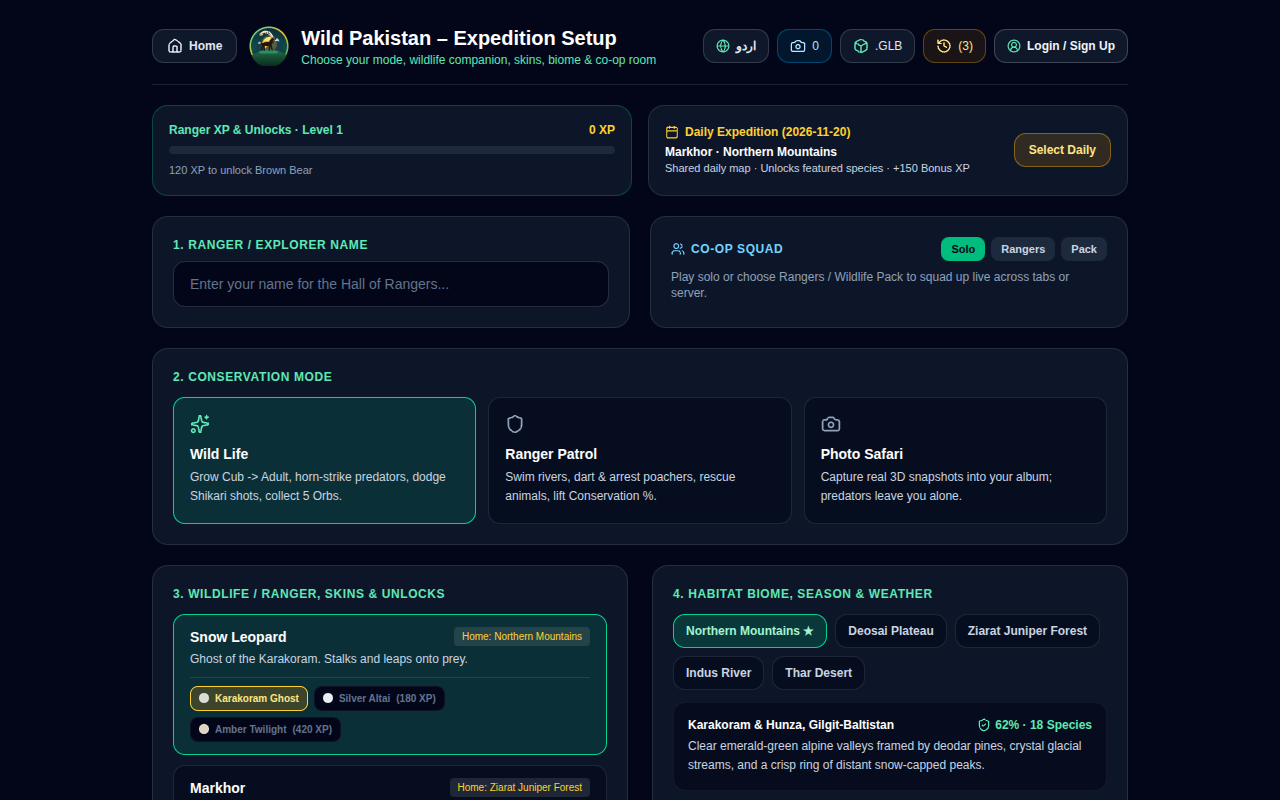 Home
Wild Pakistan – Expedition Setup
Choose your mode, wildlife companion, skins, biome & co-op room
اردو
0
.GLB
(3)
Login / Sign Up
Ranger XP & Unlocks · Level 1
0 XP
120 XP to unlock Brown Bear
Daily Expedition (2026-11-20)
Markhor · Northern Mountains
Shared daily map · Unlocks featured species · +150 Bonus XP
Select Daily
1. RANGER / EXPLORER NAME
Enter your name for the Hall of Rangers...
CO-OP SQUAD
Solo
Rangers
Pack
Play solo or choose Rangers / Wildlife Pack to squad up live across tabs or
server.
2. CONSERVATION MODE
Wild Life
Grow Cub -> Adult, horn-strike predators, dodge
Shikari shots, collect 5 Orbs.
Ranger Patrol
Swim rivers, dart & arrest poachers, rescue
animals, lift Conservation %.
Photo Safari
Capture real 3D snapshots into your album;
predators leave you alone.
3. WILDLIFE / RANGER, SKINS & UNLOCKS
Snow Leopard
Home: Northern Mountains
Ghost of the Karakoram. Stalks and leaps onto prey.
Karakoram Ghost
Silver Altai (180 XP)
Amber Twilight (420 XP)
Markhor
Home: Ziarat Juniper Forest
4. HABITAT BIOME, SEASON & WEATHER
Northern Mountains ★
Deosai Plateau
Ziarat Juniper Forest
Indus River
Thar Desert
Karakoram & Hunza, Gilgit-Baltistan
62% · 18 Species
Clear emerald-green alpine valleys framed by deodar pines, crystal glacial
streams, and a crisp ring of distant snow-capped peaks.